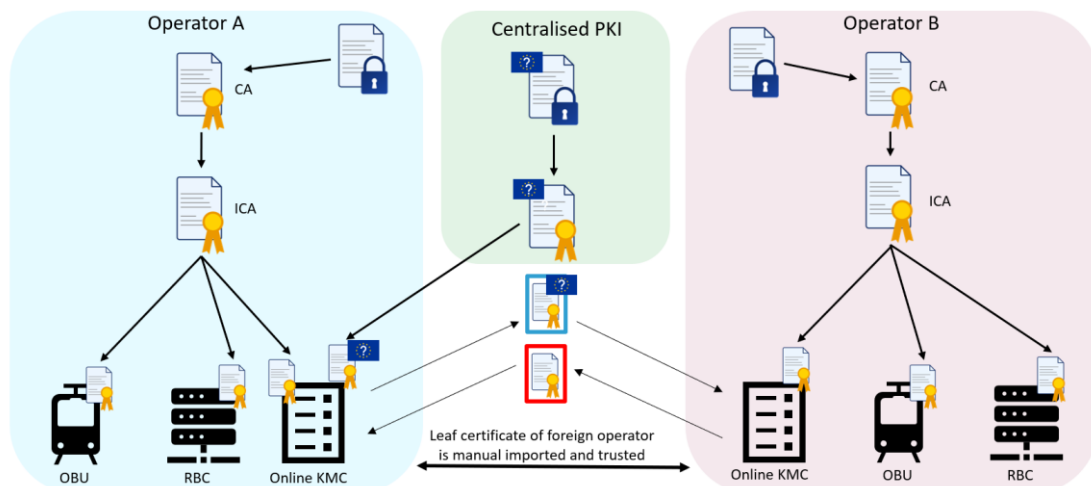 Operator A
Centralised PKI
Operator B
CA
?
CA
ICA
?
ICA
?
?
Leaf certificate of foreign operator
is manual imported and trusted
OBU
RBC
Online KMC
Online KMC
OBU
RBC